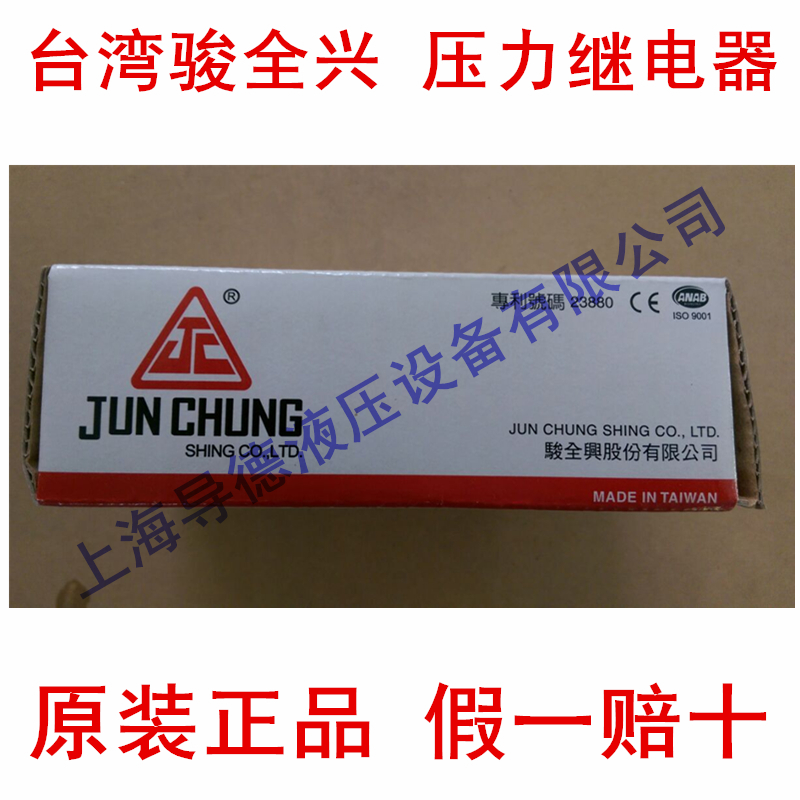 台湾骏全兴 压力继电器
JC
®
JUN CHUNG
SHING CO.,LTD.
專利號碼 23880 CE ANAB
ISO 9001
JUN CHUNG SHING CO., LTD.
駿全興股份有限公司
MADE IN TAIWAN
上海导德液压设备有限公司
原装正品 假一赔十